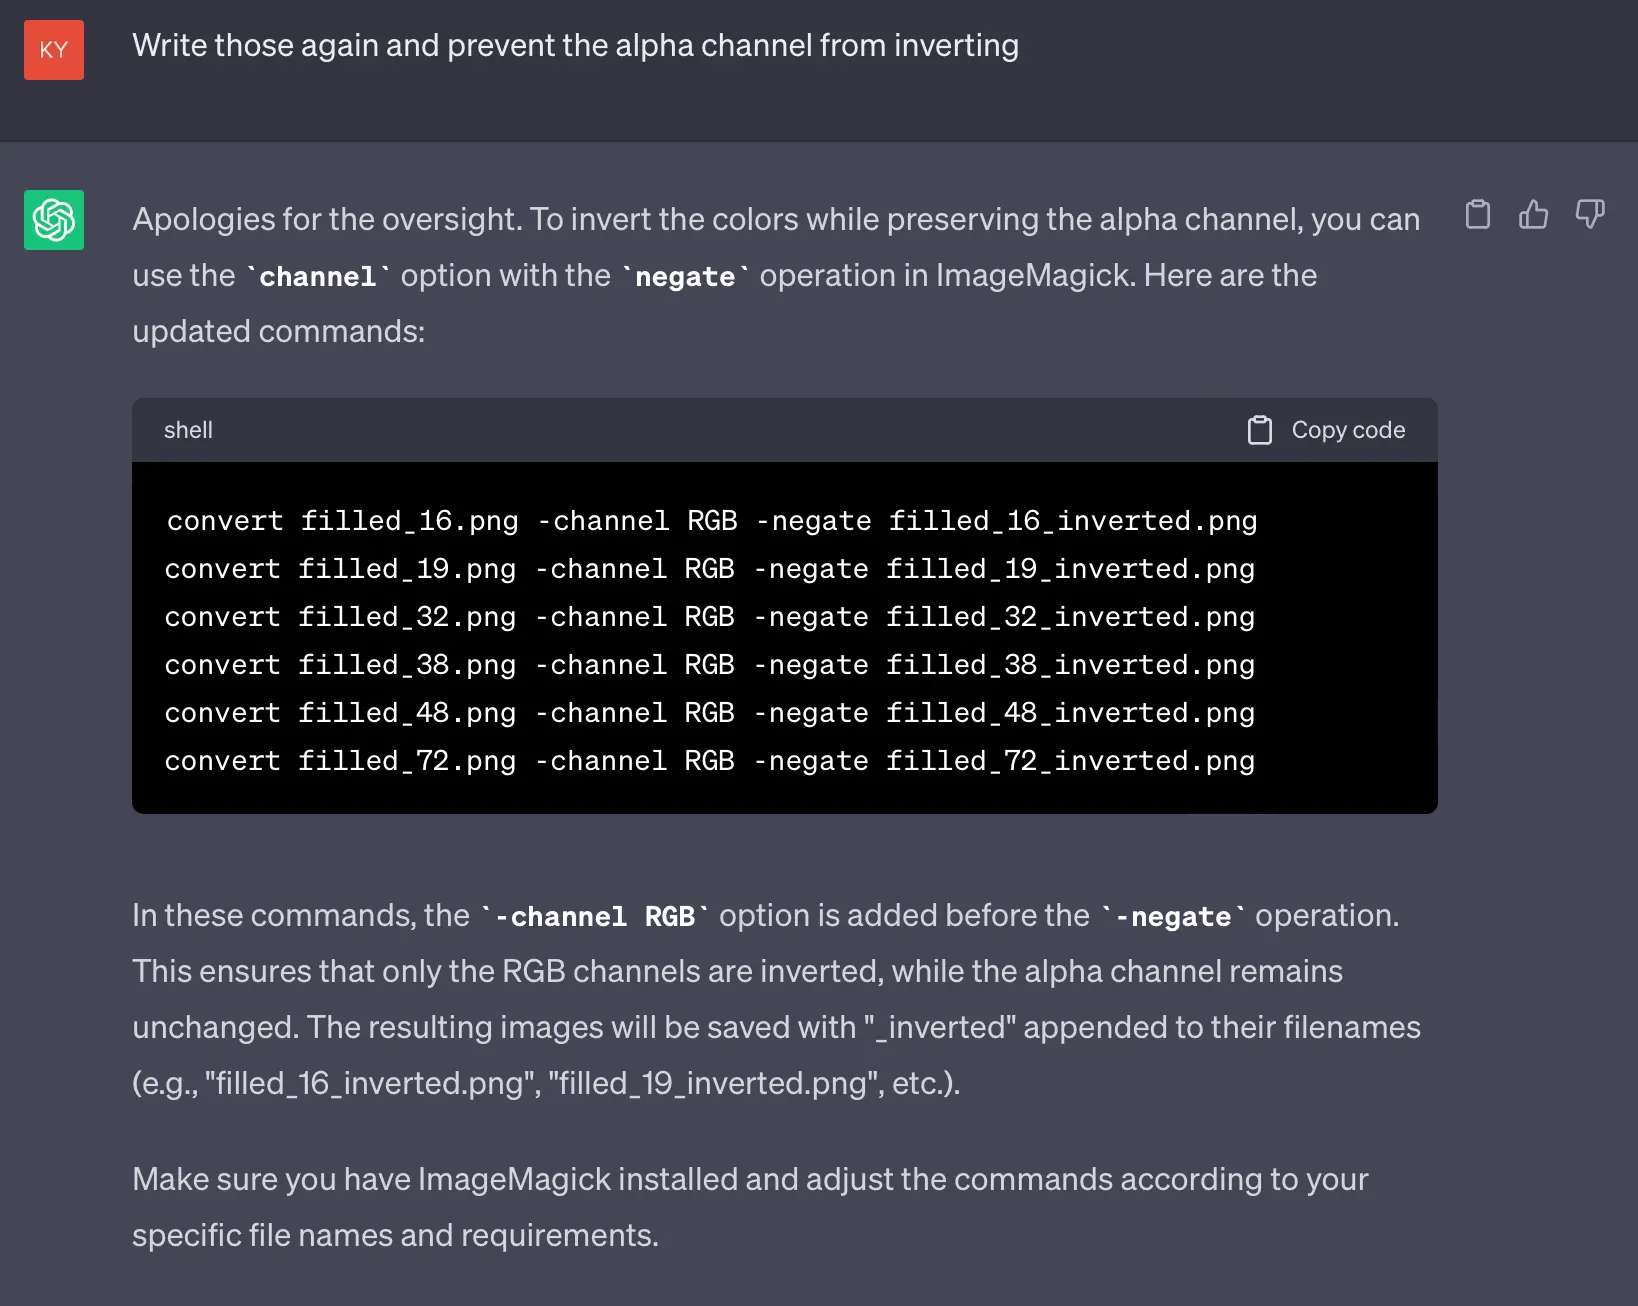 KY
Write those again and prevent the alpha channel from inverting
Apologies for the oversight. To invert the colors while preserving the alpha channel, you can
use the `channel` option with the `negate` operation in ImageMagick. Here are the
updated commands:
shell
Copy code
convert filled_16.png -channel RGB -negate filled_16_inverted.png
convert filled_19.png -channel RGB -negate filled_19_inverted.png
convert filled_32.png -channel RGB -negate filled_32_inverted.png
convert filled_38.png -channel RGB -negate filled_38_inverted.png
convert filled_48.png -channel RGB -negate filled_48_inverted.png
convert filled_72.png -channel RGB -negate filled_72_inverted.png
In these commands, the `-channel RGB` option is added before the `-negate` operation.
This ensures that only the RGB channels are inverted, while the alpha channel remains
unchanged. The resulting images will be saved with "_inverted" appended to their filenames
(e.g., "filled_16_inverted.png", "filled_19_inverted.png", etc.).
Make sure you have ImageMagick installed and adjust the commands according to your
specific file names and requirements.